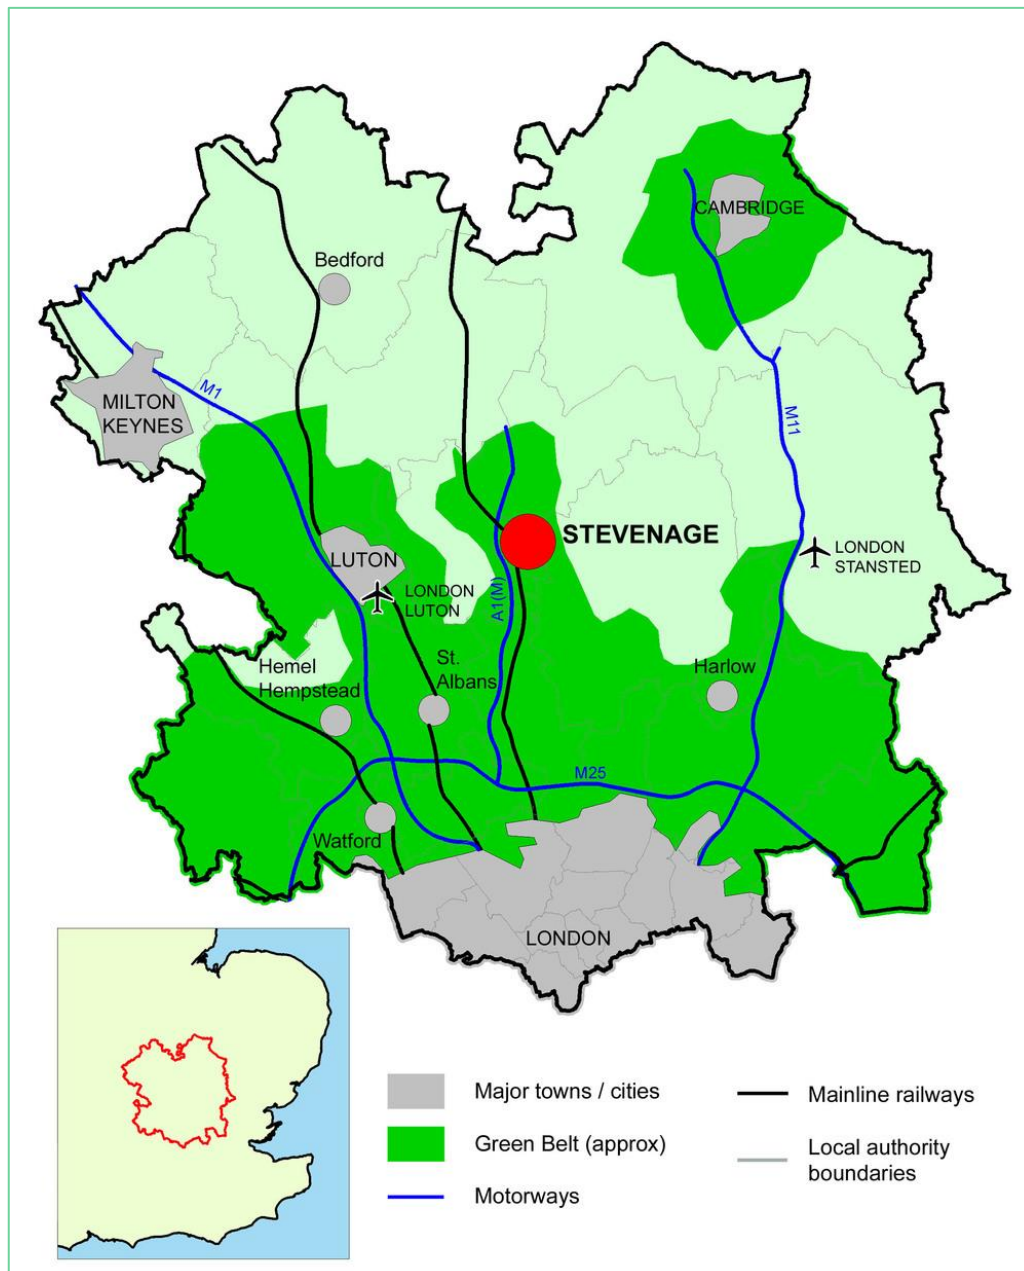 CAMBRIDGE
Bedford
M1
MILTON
KEYNES
M11
STEVENAGE
LUTON
LONDON
LUTON
A1(M)
LONDON
STANSTED
Hemel
Hempstead
St.
Albans
Harlow
M25
Watford
LONDON
Major towns / cities
Green Belt (approx)
Motorways
Mainline railways
Local authority
boundaries